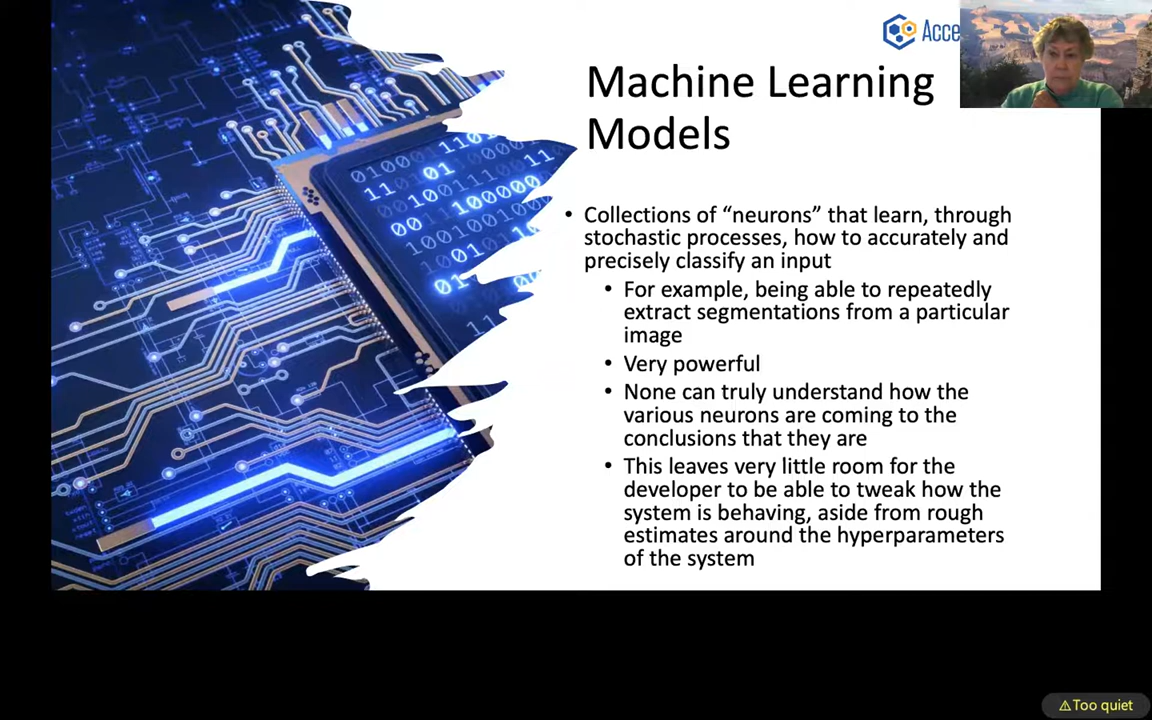 Acce
Machine Learning
Models
• Collections of “neurons” that learn, through
stochastic processes, how to accurately and
precisely classify an input
• For example, being able to repeatedly
extract segmentations from a particular
image
• Very powerful
• None can truly understand how the
various neurons are coming to the
conclusions that they are
• This leaves very little room for the
developer to be able to tweak how the
system is behaving, aside from rough
estimates around the hyperparameters
of the system
⚠Too quiet